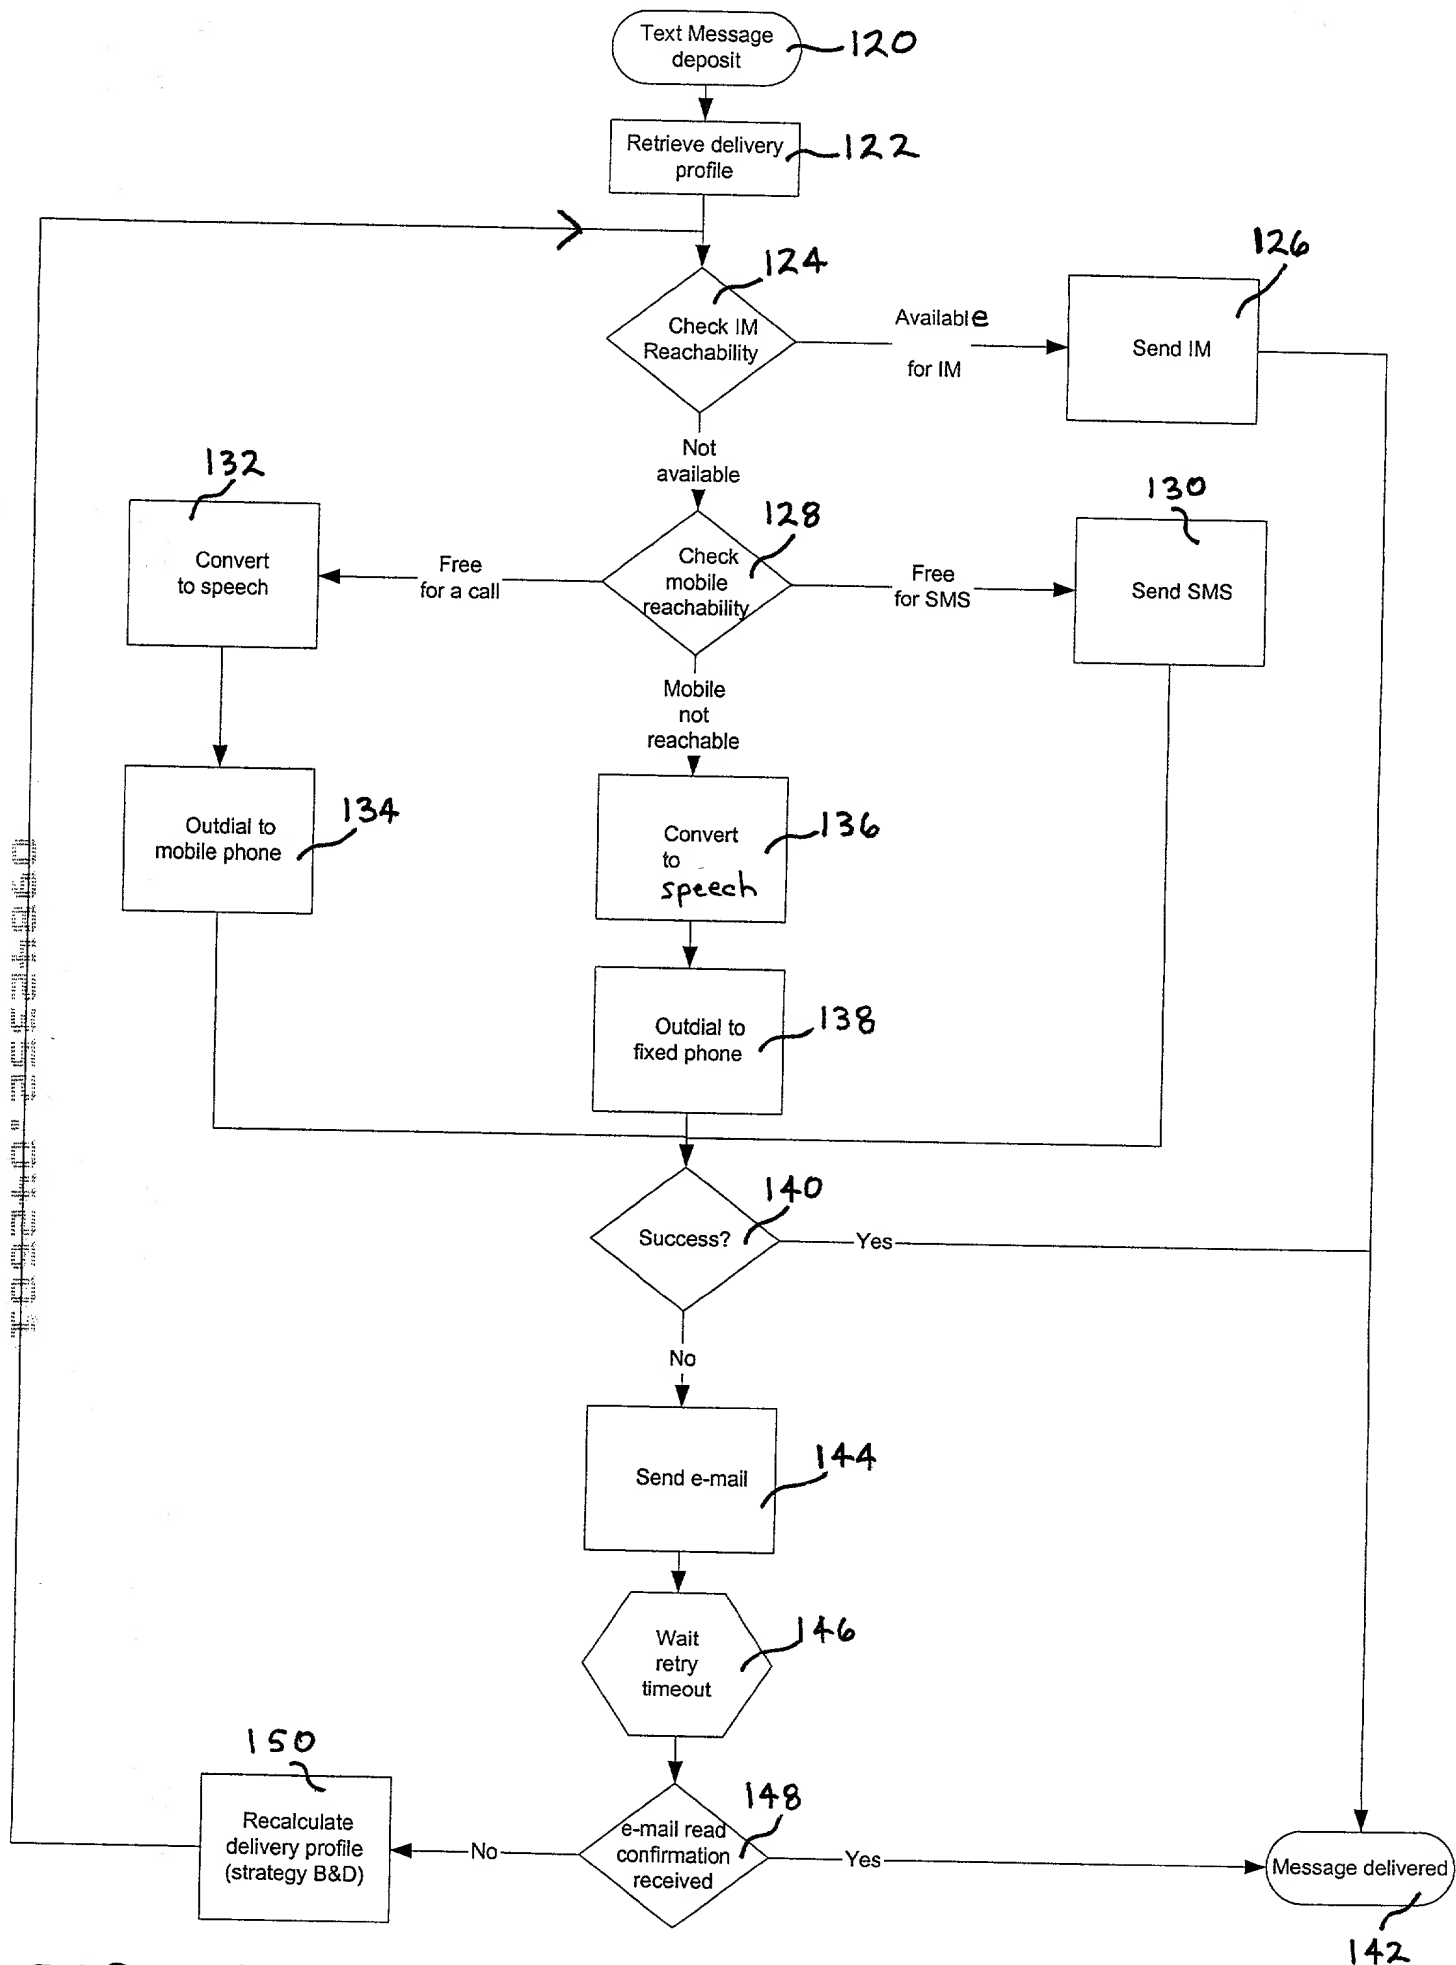 Text Message
deposit
120
Retrieve delivery
profile
122
124
Check IM
Reachability
Available
for IM
126
Send IM
Not
available
132
Convert
to speech
Free
for a call
128
Check
mobile
reachability
Free
for SMS
130
Send SMS
Mobile
not
reachable
Outdial to
mobile phone
134
Convert
to
speech
136
Outdial to
fixed phone
138
140
Success?
Yes
No
Send e-mail
144
Wait
retry
timeout
146
150
Recalculate
delivery profile
(strategy B&D)
No
148
e-mail read
confirmation
received
Yes
Message delivered
142